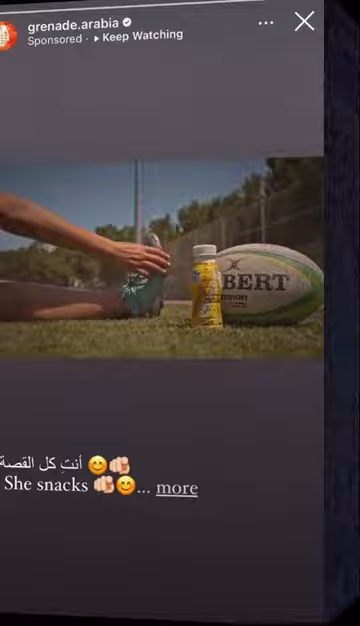 grenade.arabia
Sponsored · ▸ Keep Watching
BERT
أنتِ كل القصة 😊🫵🏻
She snacks 🫵🏻😊... more